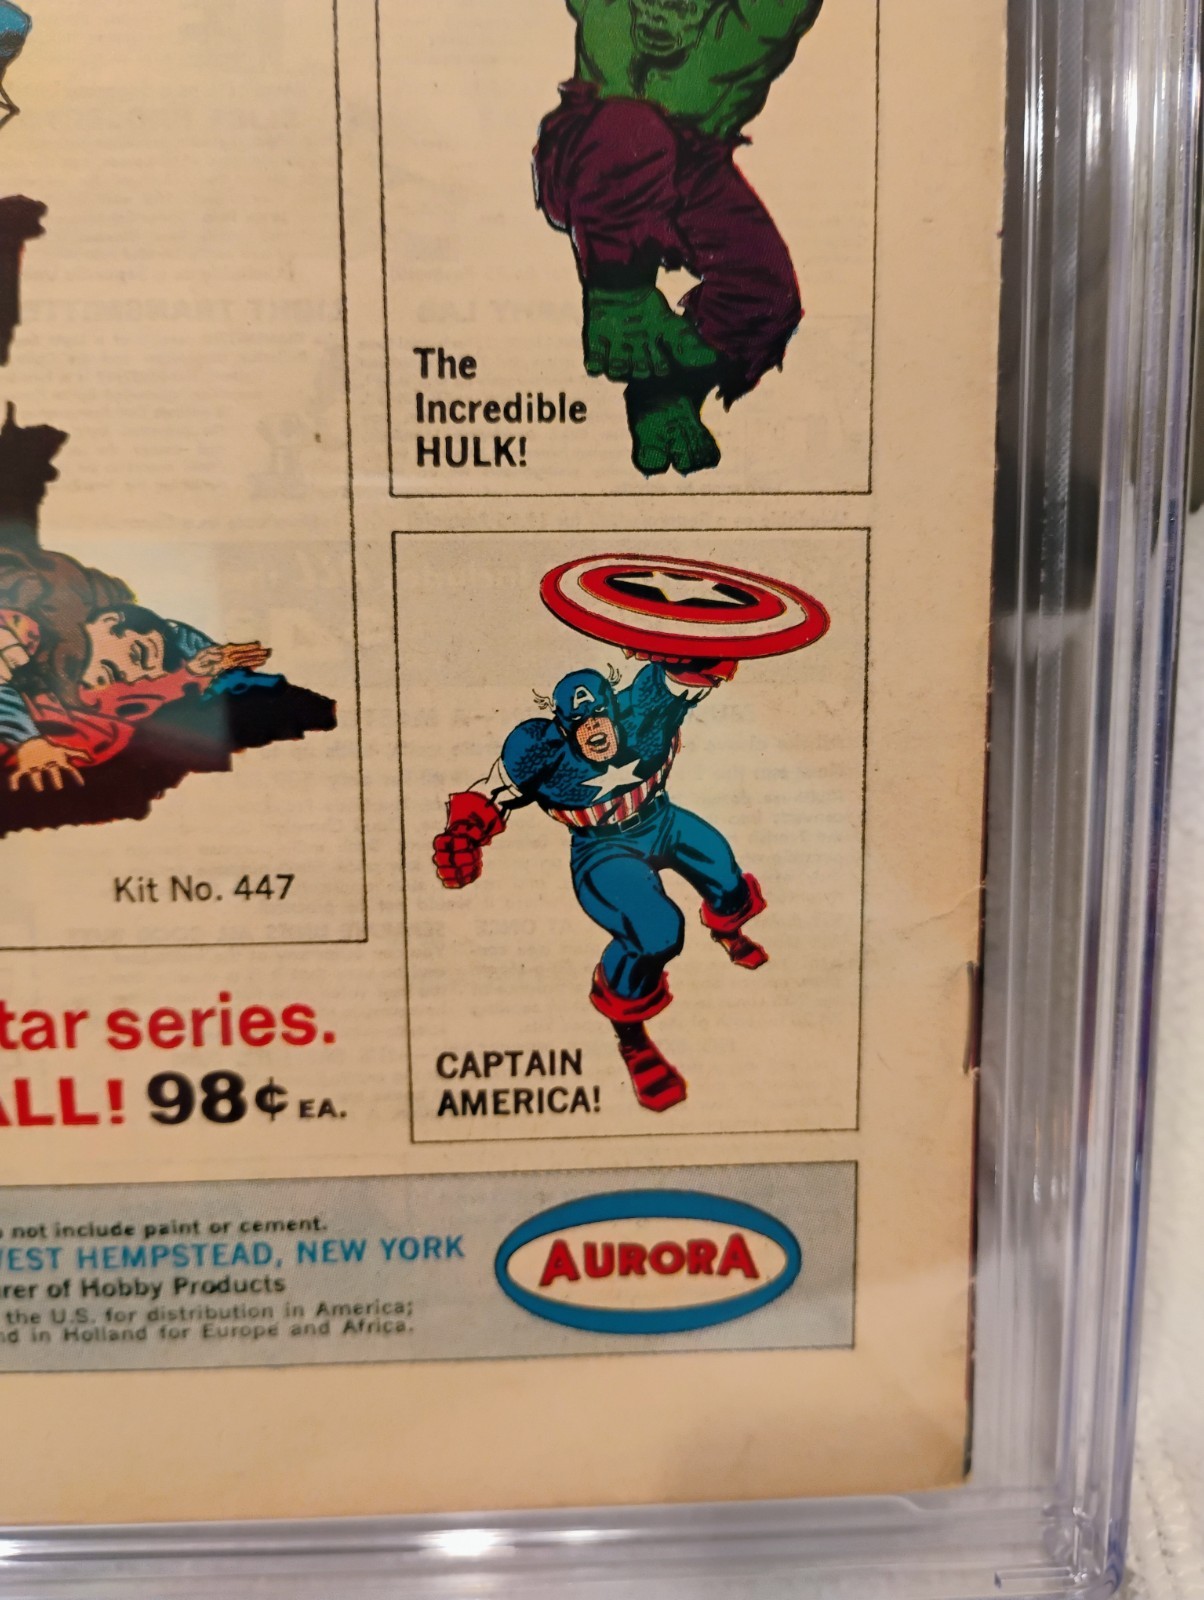 The
Incredible
HULK!
Kit No. 447
tar series.
ALL! 98¢ EA.
CAPTAIN
AMERICA!
not include paint or cement.
WEST HEMPSTEAD, NEW YORK
rer of Hobby Products
the U.S. for distribution in America;
nd in Holland for Europe and Africa.
AURORA
A